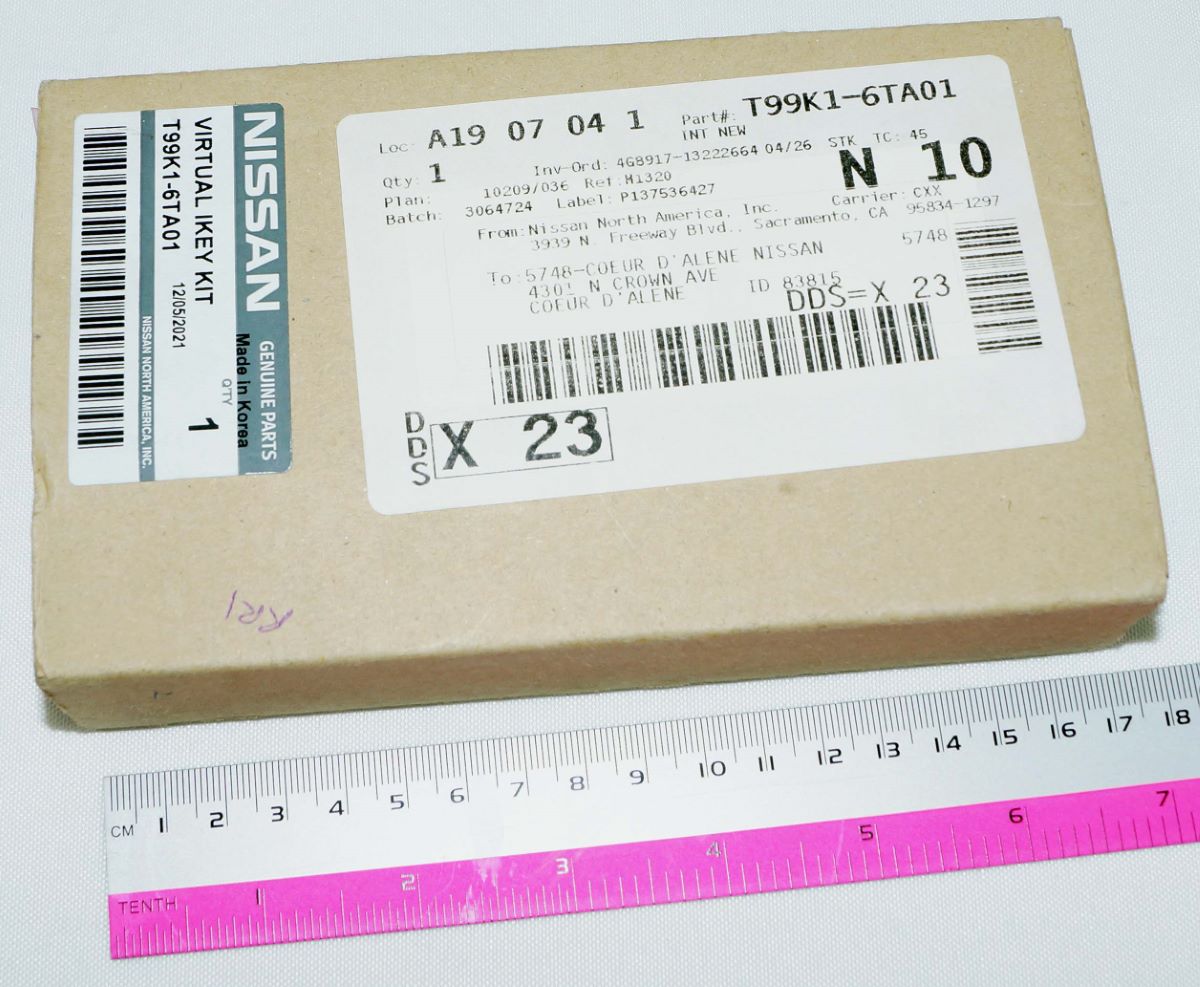 NISSAN GENUINE PARTS
Made in Korea
VIRTUAL IKEY KIT
Q'TY
T99K1-6TA01 12/05/2021 1
NISSAN NORTH AMERICA, INC.
Loc: A19 07 04 1 Part#: T99K1-6TA01
INT NEW
Qty: 1 Inv-Ord: 4G8917-13222664 04/26 STK TC: 45
Plan: 10209/036 Ref:M1320 N 10
Batch: 3064724 Label: P137536427 Carrier: CXX
From: Nissan North America, Inc.
3939 N. Freeway Blvd., Sacramento, CA 95834-1297
To: 5748-COEUR D'ALENE NISSAN 5748
4301 N CROWN AVE
COEUR D'ALENE ID 83815
DDS=X 23
DDS X 23
RR1
CM 1 2 3 4 5 6 7 8 9 10 11 12 13 14 15 16 17 18
TENTH 1 2 3 4 5 6 7